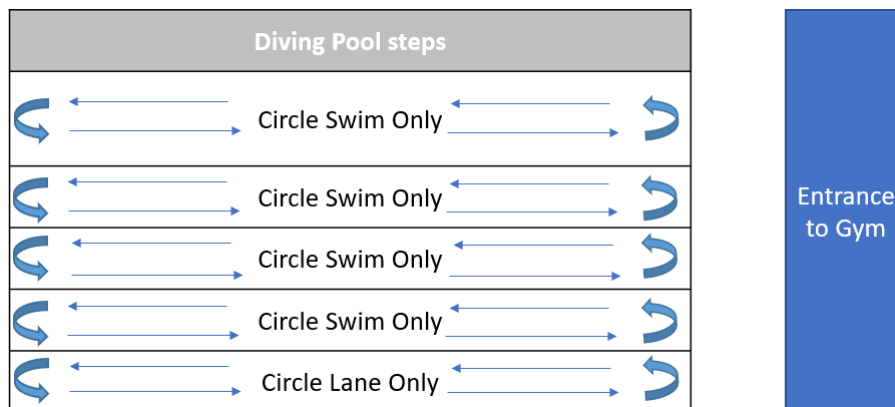 Diving Pool steps
Circle Swim Only
Circle Swim Only
Circle Swim Only
Circle Swim Only
Circle Lane Only
Entrance
to Gym